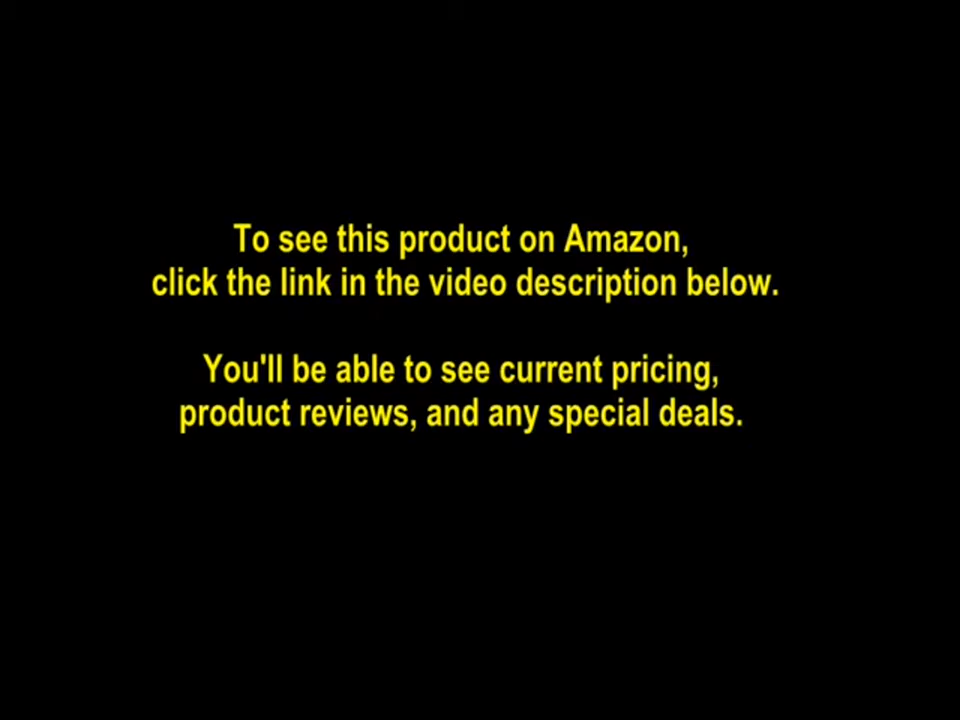 To see this product on Amazon,
click the link in the video description below.
You'll be able to see current pricing,
product reviews, and any special deals.